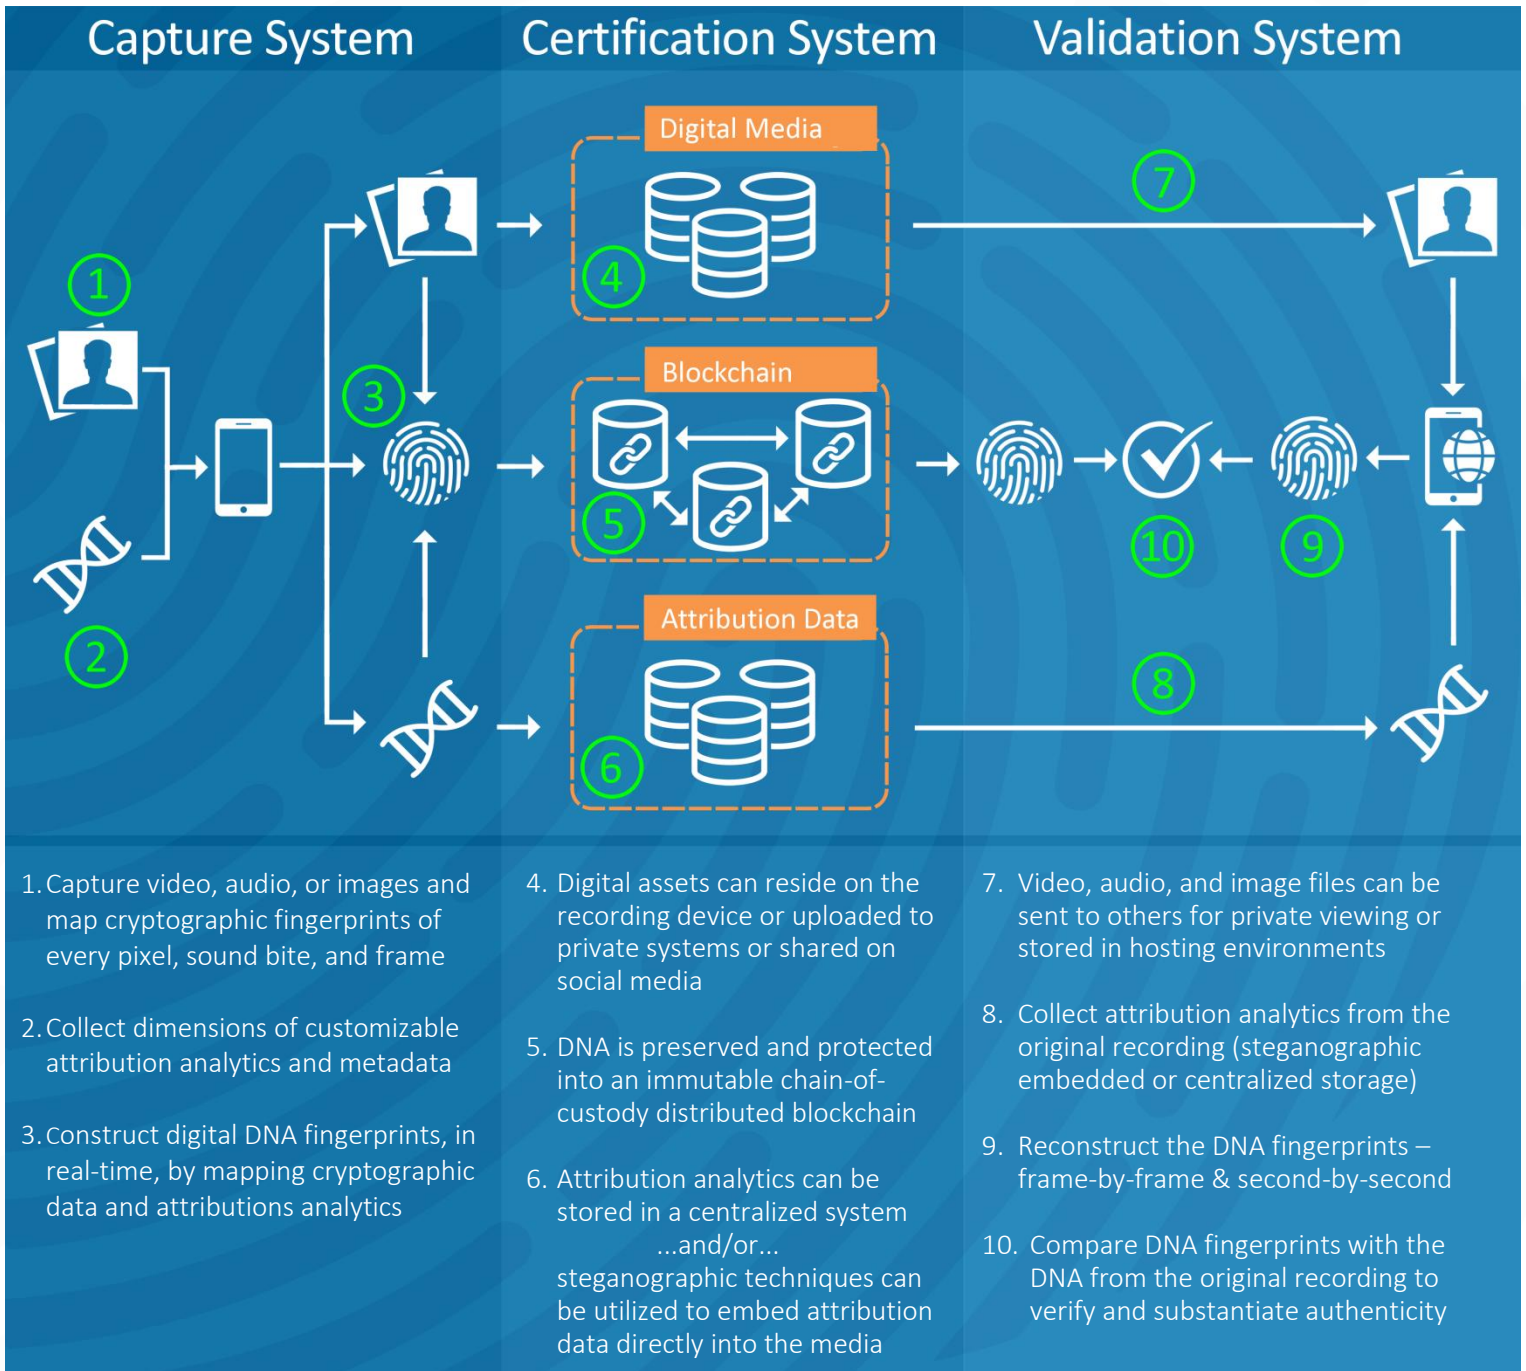 Capture System
Certification System
Validation System
Digital Media
7
4
1
Blockchain
3
5
10
9
2
Attribution Data
8
6
1. Capture video, audio, or images and
map cryptographic fingerprints of
every pixel, sound bite, and frame
2. Collect dimensions of customizable
attribution analytics and metadata
3. Construct digital DNA fingerprints, in
real-time, by mapping cryptographic
data and attributions analytics
4. Digital assets can reside on the
recording device or uploaded to
private systems or shared on
social media
5. DNA is preserved and protected
into an immutable chain-of-
custody distributed blockchain
6. Attribution analytics can be
stored in a centralized system
...and/or...
steganographic techniques can
be utilized to embed attribution
data directly into the media
7. Video, audio, and image files can be
sent to others for private viewing or
stored in hosting environments
8. Collect attribution analytics from the
original recording (steganographic
embedded or centralized storage)
9. Reconstruct the DNA fingerprints –
frame-by-frame & second-by-second
10. Compare DNA fingerprints with the
DNA from the original recording to
verify and substantiate authenticity